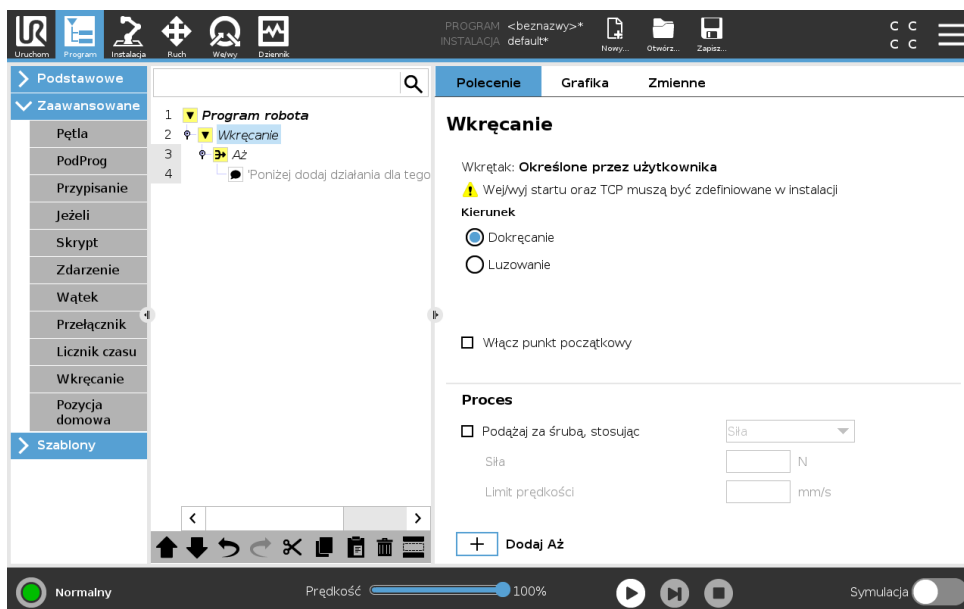 UR
PROGRAM <beznazwy>*
INSTALACJA default*
C C
C C
Uruchom Program Instalacja Ruch We/wy Dziennik Nowy... Otwórz... Zapisz...
Podstawowe
Zaawansowane
Pętla
PodProg
Przypisanie
Jeżeli
Skrypt
Zdarzenie
Wątek
Przełącznik
Licznik czasu
Wkręcanie
Pozycja
domowa
Szablony
1 Program robota
2 Wkręcanie
3 Aż
4 'Poniżej dodaj działania dla tego
Polecenie Grafika Zmienne
Wkręcanie
Wkrętak: Określone przez użytkownika
Wej/wyj startu oraz TCP muszą być zdefiniowane w instalacji
Kierunek
Dokręcanie
Luzowanie
Włącz punkt początkowy
Proces
Podążaj za śrubą, stosując Siła
Siła N
Limit prędkości mm/s
+ Dodaj Aż
Normalny Prędkość 100% Symulacja